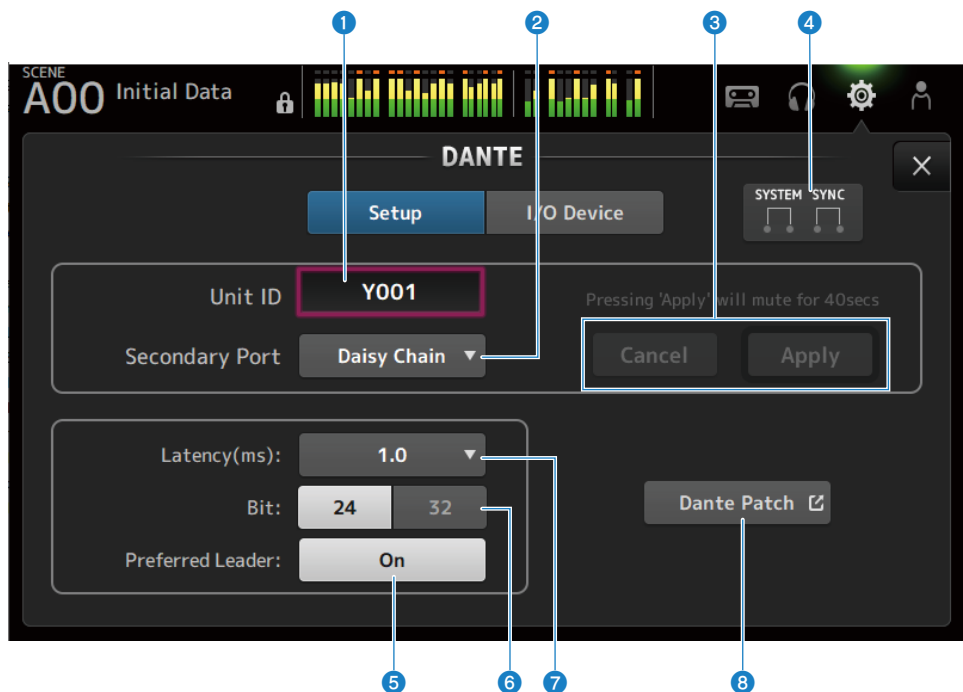 1 2 3 4
SCENE
A00 Initial Data
DANTE
Setup I/O Device
SYSTEM SYNC
Unit ID Y001
Pressing 'Apply' will mute for 40secs
Secondary Port Daisy Chain
Cancel Apply
Latency(ms): 1.0
Bit: 24 32
Dante Patch
Preferred Leader: On
5 6 7 8